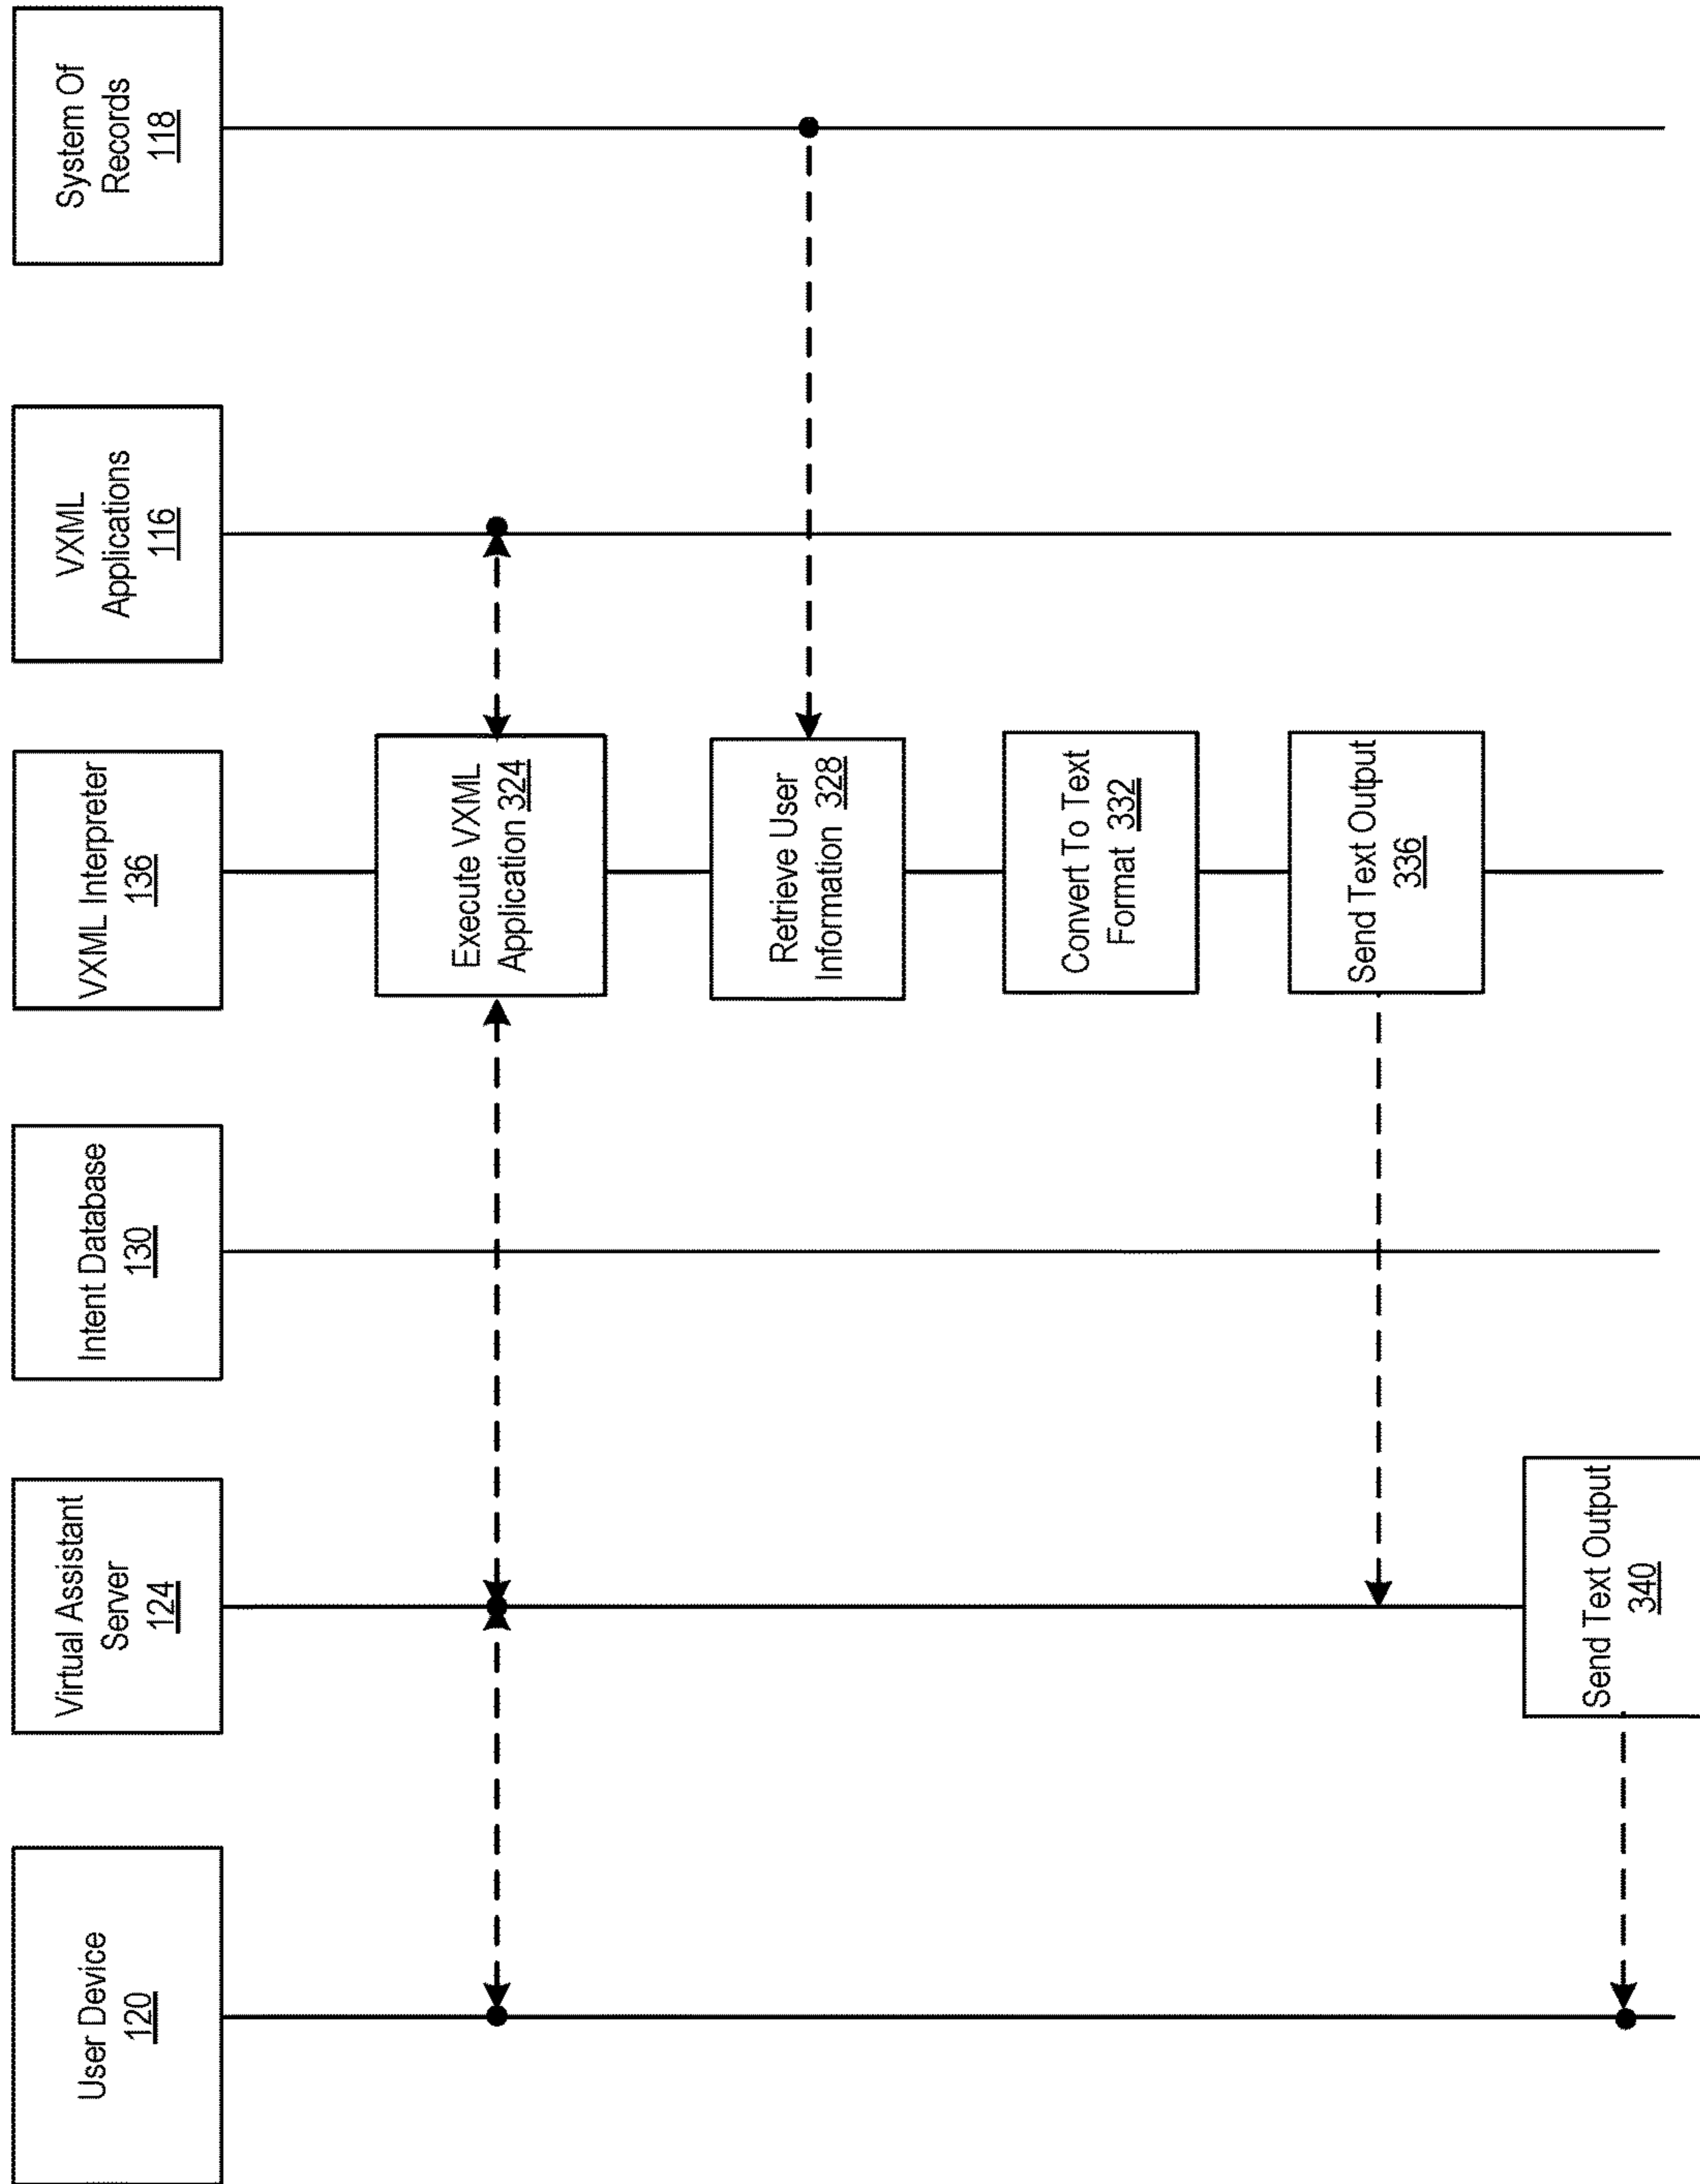 User Device
120
Virtual Assistant
Server
124
Intent Database
130
VXML Interpreter
136
VXML
Applications
116
System Of
Records
118
Execute VXML
Application 324
Retrieve User
Information 328
Convert To Text
Format 332
Send Text Output
336
Send Text Output
340